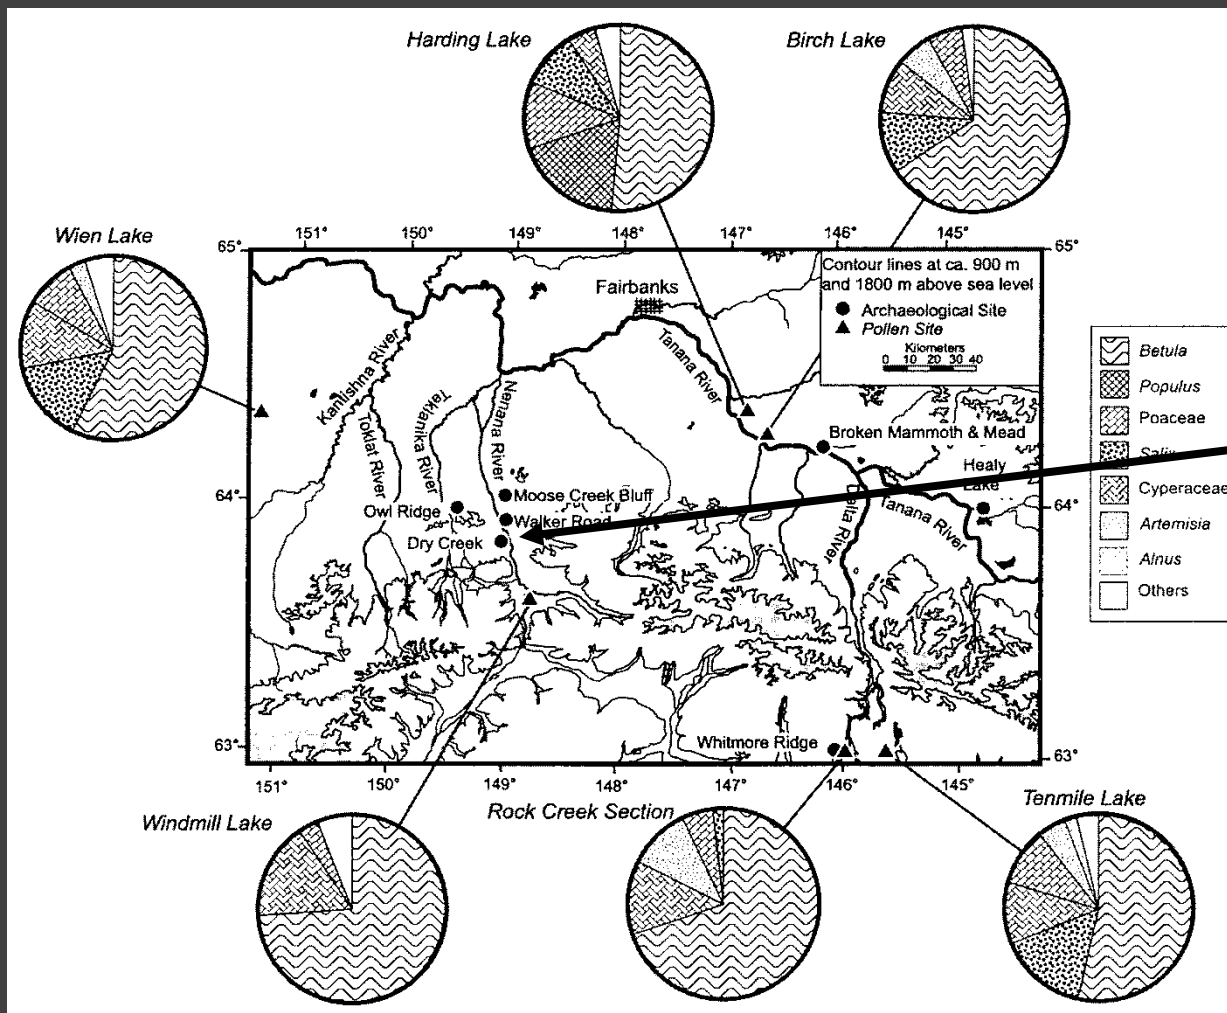 Harding Lake
Birch Lake
Wien Lake
151°
150°
149°
148°
147°
146°
145°
65°
65°
Contour lines at ca. 900 m
and 1800 m above sea level
Archaeological Site
Pollen Site
Kilometers
0 10 20 30 40
Fairbanks
Tanana River
Kantishna River
Toklat River
Teklanika River
Nenana River
Broken Mammoth & Mead
Healy
Lake
64°
64°
Moose Creek Bluff
Owl Ridge
Walker Road
Dry Creek
Delta River
Tanana River
Betula
Populus
Poaceae
Salix
Cyperaceae
Artemisia
Alnus
Others
63°
63°
Whitmore Ridge
151°
150°
149°
148°
147°
146°
145°
Windmill Lake
Rock Creek Section
Tenmile Lake